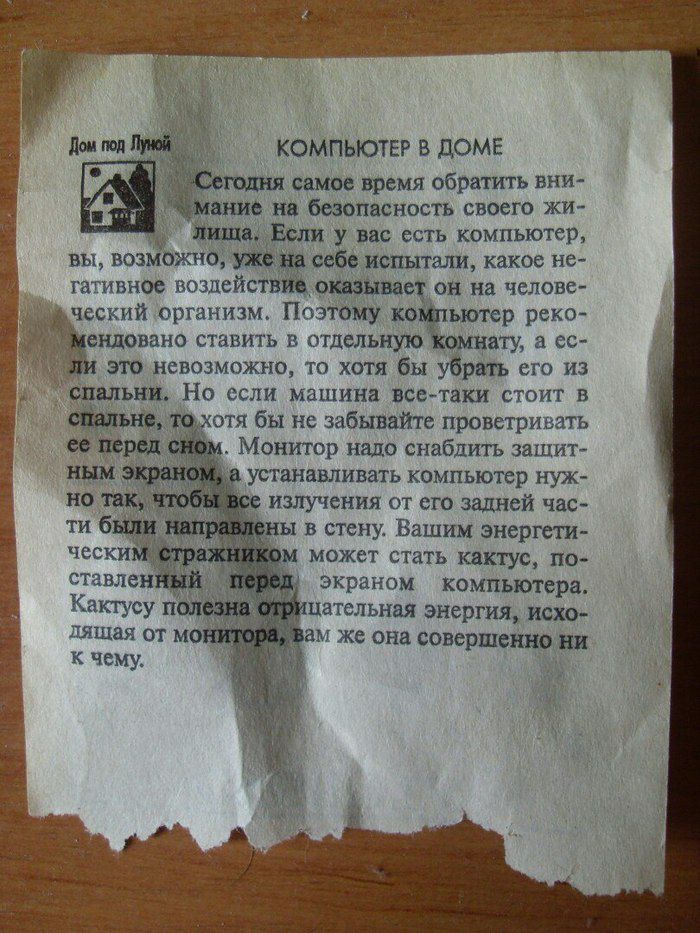 Дом под Луной
КОМПЬЮТЕР В ДОМЕ
Сегодня самое время обратить вни-
мание на безопасность своего жи-
лища. Если у вас есть компьютер,
вы, возможно, уже на себе испытали, какое не-
гативное воздействие оказывает он на челове-
ческий организм. Поэтому компьютер реко-
мендовано ставить в отдельную комнату, а ес-
ли это невозможно, то хотя бы убрать его из
спальни. Но если машина все-таки стоит в
спальне, то хотя бы не забывайте проветривать
ее перед сном. Монитор надо снабдить защит-
ным экраном, а устанавливать компьютер нуж-
но так, чтобы все излучения от его задней час-
ти были направлены в стену. Вашим энергети-
ческим стражником может стать кактус, по-
ставленный перед экраном компьютера.
Кактусу полезна отрицательная энергия, исхо-
дящая от монитора, вам же она совершенно ни
к чему.